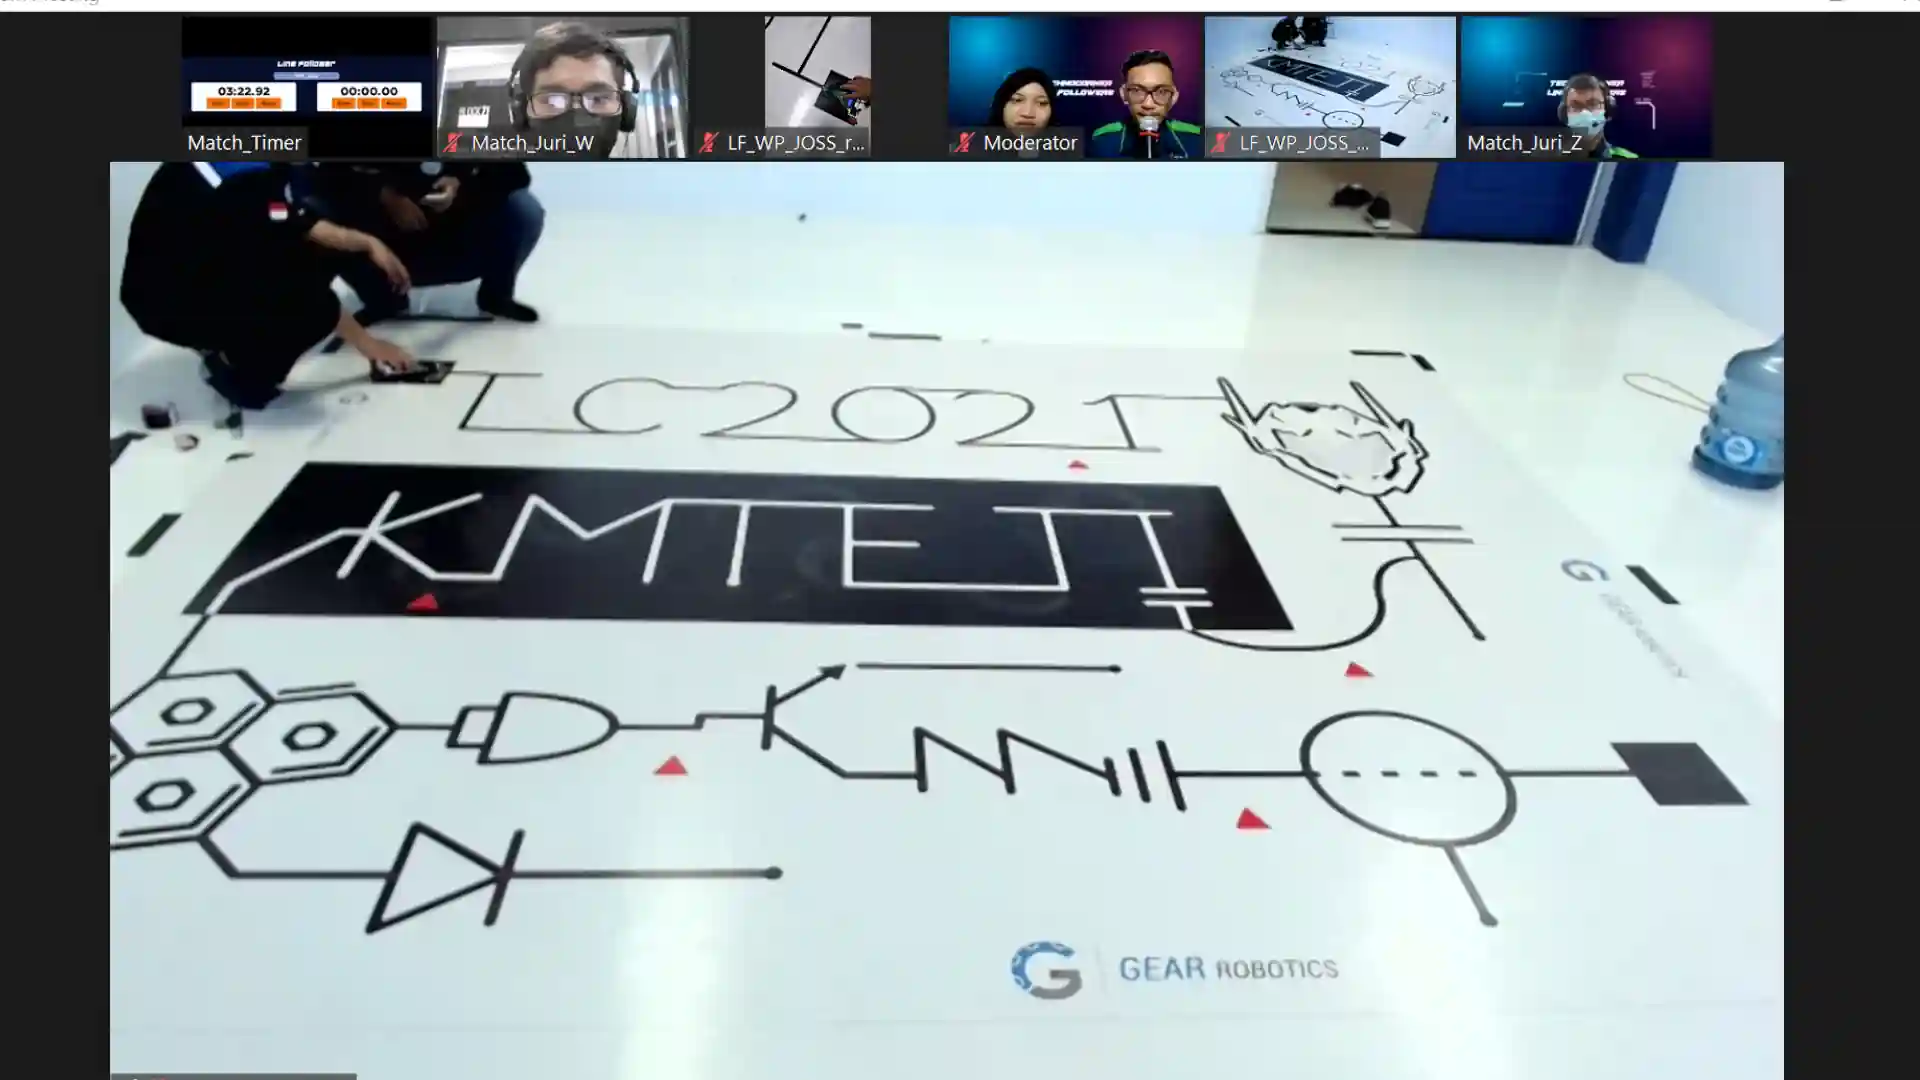 Line Follower
03:22.92
00:00.00
Match_Timer
Match_Juri_W
LF_WP_JOSS_r...
Moderator
LF_WP_JOSS_...
Match_Juri_Z
LC2021
KMTETI
G
GEAR ROBOTICS